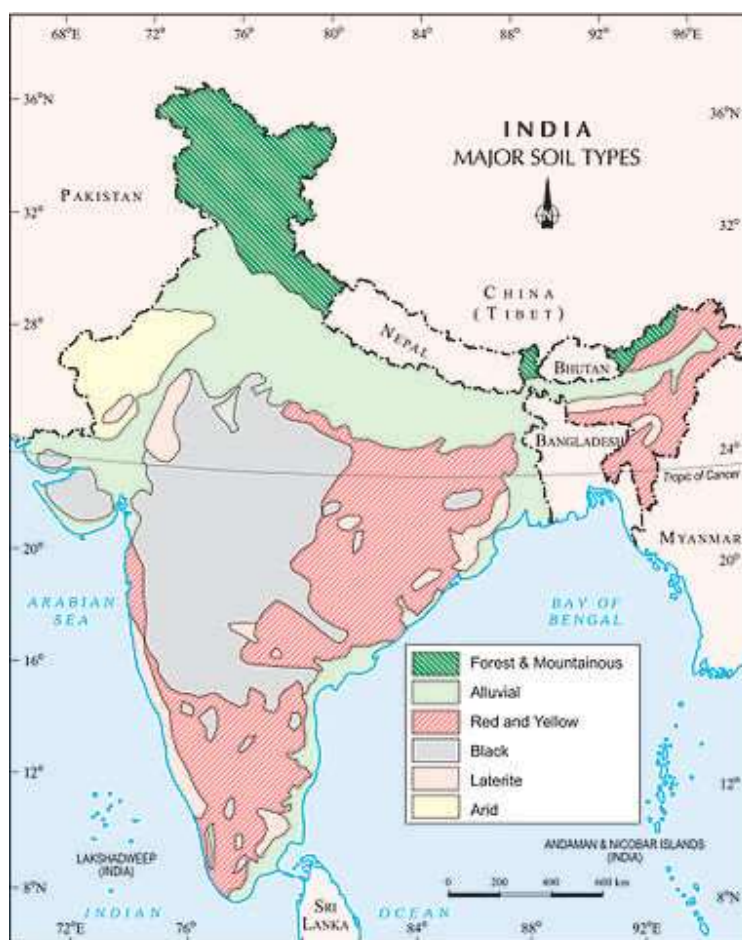 68°E
72°
76°
80°
84°
88°
92°
96°E
36°N
36°N
INDIA
MAJOR SOIL TYPES
N
PAKISTAN
32°
32°
CHINA
(TIBET)
NEPAL
28°
28°
BHUTAN
BANGLADESH
24°
24°
Tropic of Cancer
MYANMAR
20°
20°
ARABIAN
SEA
BAY OF
BENGAL
16°
16°
Forest & Mountainous
Alluvial
Red and Yellow
Black
Laterite
Arid
12°
12°
LAKSHADWEEP
(INDIA)
ANDAMAN & NICOBAR ISLANDS
(INDIA)
0 200 400 600 km
8°N
8°N
INDIAN
OCEAN
SRI
LANKA
72°E
76°
84°
88°
92°E